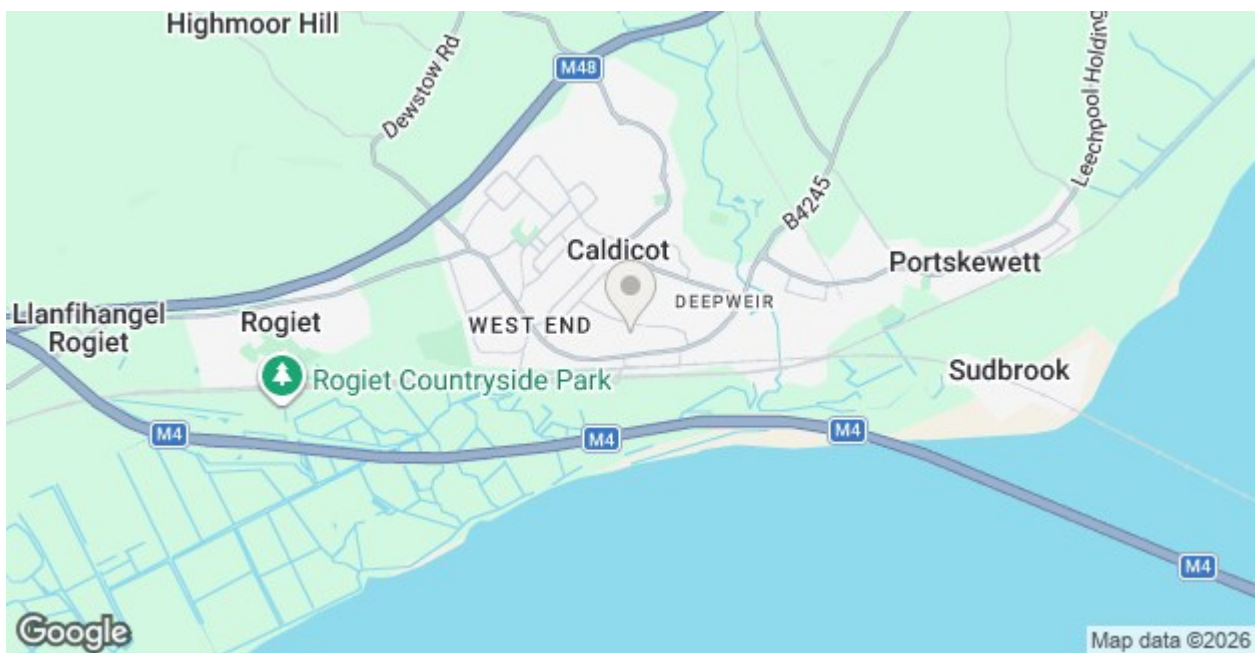 Highmoor Hill
M48
Dewstow Rd
Leechpool Holding
B4245
Caldicot
Portskewett
DEEPWEIR
Llanfihangel
Rogiet
Rogiet
WEST END
Rogiet Countryside Park
Sudbrook
M4
M4
M4
M4
Google
Map data ©2026